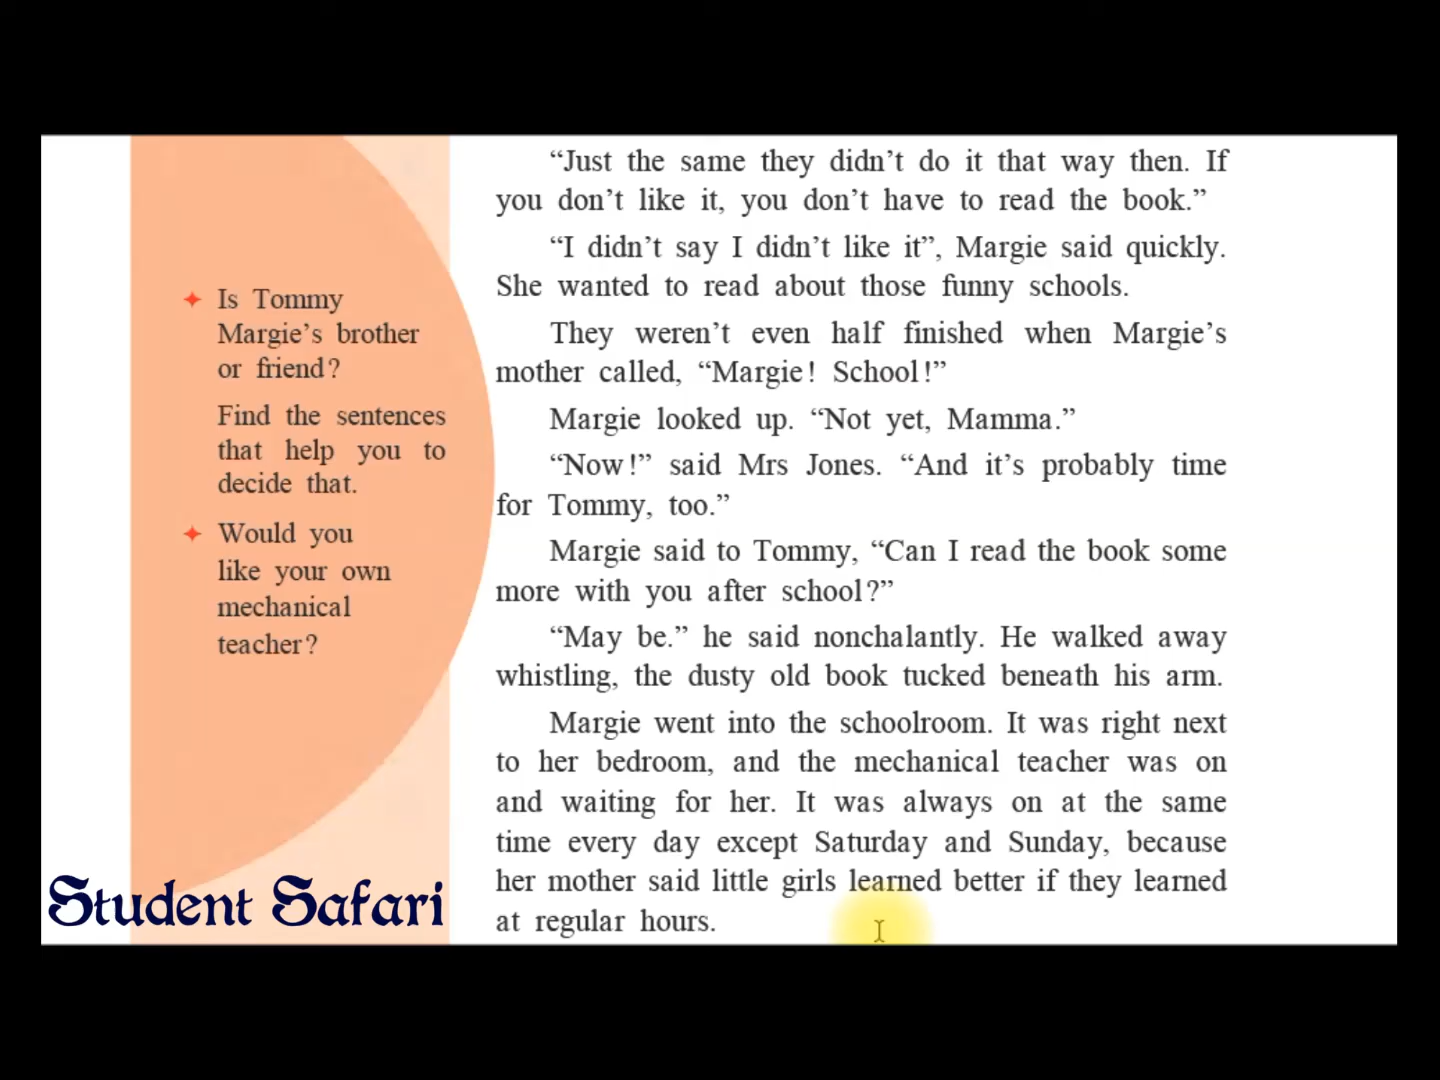 “Just the same they didn’t do it that way then. If
you don’t like it, you don’t have to read the book.”
“I didn’t say I didn’t like it”, Margie said quickly.
She wanted to read about those funny schools.
They weren’t even half finished when Margie’s
mother called, “Margie! School!”
Margie looked up. “Not yet, Mamma.”
“Now!” said Mrs Jones. “And it’s probably time
for Tommy, too.”
Margie said to Tommy, “Can I read the book some
more with you after school?”
“May be.” he said nonchalantly. He walked away
whistling, the dusty old book tucked beneath his arm.
Margie went into the schoolroom. It was right next
to her bedroom, and the mechanical teacher was on
and waiting for her. It was always on at the same
time every day except Saturday and Sunday, because
her mother said little girls learned better if they learned
at regular hours.
Is Tommy
Margie’s brother
or friend?
Find the sentences
that help you to
decide that.
Would you
like your own
mechanical
teacher?
Student Safari